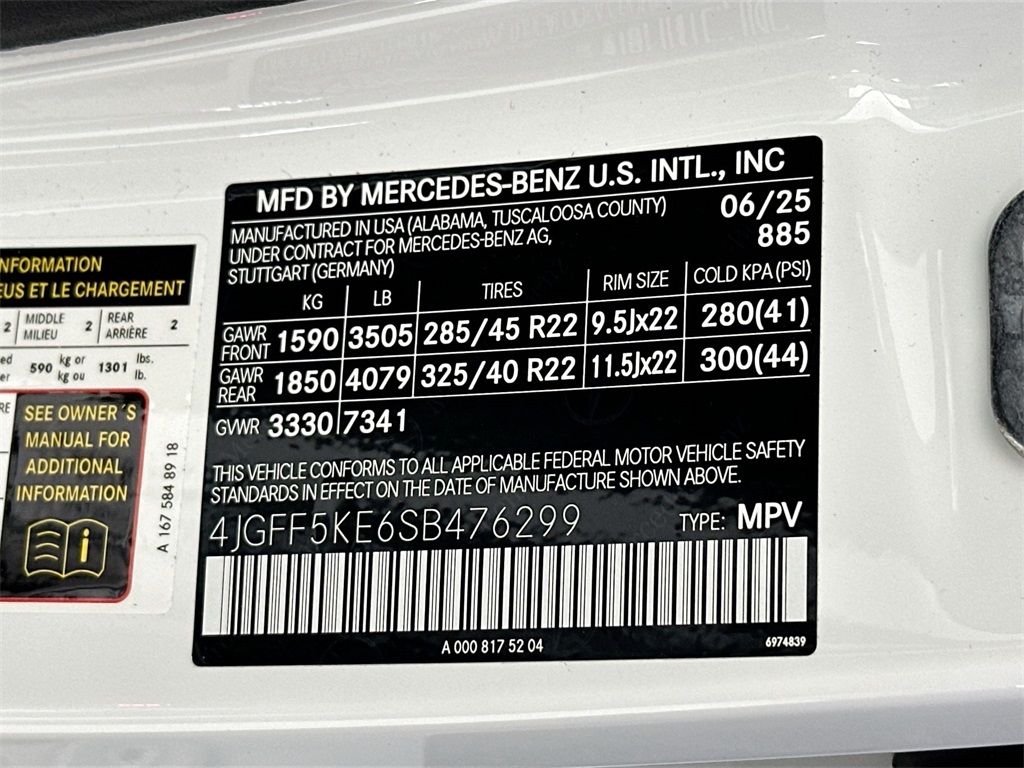 MFD BY MERCEDES-BENZ U.S. INTL., INC
MANUFACTURED IN USA (ALABAMA, TUSCALOOSA COUNTY) 06/25
UNDER CONTRACT FOR MERCEDES-BENZ AG, 885
STUTTGART (GERMANY)
KG LB TIRES RIM SIZE COLD KPA (PSI)
GAWR FRONT 1590 3505 285/45 R22 9.5Jx22 280(41)
GAWR REAR 1850 4079 325/40 R22 11.5Jx22 300(44)
GVWR 3330 7341
THIS VEHICLE CONFORMS TO ALL APPLICABLE FEDERAL MOTOR VEHICLE SAFETY
STANDARDS IN EFFECT ON THE DATE OF MANUFACTURE SHOWN ABOVE.
4JGFF5KE6SB476299 TYPE: MPV
A 000 817 52 04 6974839
NFORMATION
EUS ET LE CHARGEMENT
2 MIDDLE MILIEU 2 REAR ARRIÈRE 2
590 kg or kg ou 1301 lbs. lb.
SEE OWNER´S
MANUAL FOR
ADDITIONAL
INFORMATION
i
A 167 584 89 18